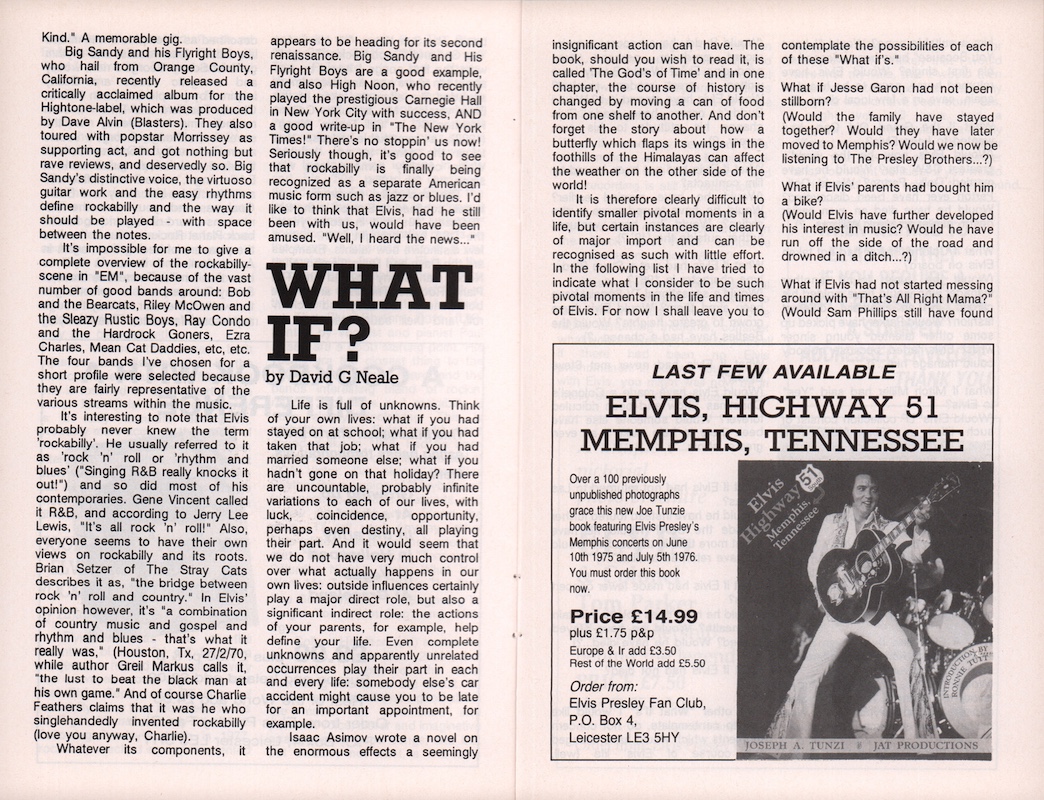 Kind." A memorable gig.
Big Sandy and his Flyright Boys,
who hail from Orange County,
California, recently released a
critically acclaimed album for the
Hightone-label, which was produced
by Dave Alvin (Blasters). They also
toured with popstar Morrissey as
supporting act, and got nothing but
rave reviews, and deservedly so. Big
Sandy's distinctive voice, the virtuoso
guitar work and the easy rhythms
define rockabilly and the way it
should be played - with space
between the notes.
It's impossible for me to give a
complete overview of the rockabilly-
scene in "EM", because of the vast
number of good bands around: Bob
and the Bearcats, Riley McOwen and
the Sleazy Rustic Boys, Ray Condo
and the Hardrock Goners, Ezra
Charles, Mean Cat Daddies, etc, etc.
The four bands I've chosen for a
short profile were selected because
they are fairly representative of the
various streams within the music.
It's interesting to note that Elvis
probably never knew the term
'rockabilly'. He usually referred to it
as 'rock 'n' roll or 'rhythm and
blues' ("Singing R&B really knocks it
out!") and so did most of his
contemporaries. Gene Vincent called
it R&B, and according to Jerry Lee
Lewis, "It's all rock 'n' roll!" Also,
everyone seems to have their own
views on rockabilly and its roots.
Brian Setzer of The Stray Cats
describes it as, "the bridge between
rock 'n' roll and country." In Elvis'
opinion however, it's "a combination
of country music and gospel and
rhythm and blues - that's what it
really was," (Houston, Tx, 27/2/70,
while author Greil Markus calls it,
"the lust to beat the black man at
his own game." And of course Charlie
Feathers claims that it was he who
singlehandedly invented rockabilly
(love you anyway, Charlie).
Whatever its components, it
appears to be heading for its second
renaissance. Big Sandy and His
Flyright Boys are a good example,
and also High Noon, who recently
played the prestigious Carnegie Hall
in New York City with success, AND
a good write-up in "The New York
Times!" There's no stoppin' us now!
Seriously though, it's good to see
that rockabilly is finally being
recognized as a separate American
music form such as jazz or blues. I'd
like to think that Elvis, had he still
been with us, would have been
amused. "Well, I heard the news..."
WHAT
IF?
by David G Neale
Life is full of unknowns. Think
of your own lives: what if you had
stayed on at school; what if you had
taken that job; what if you had
married someone else; what if you
hadn't gone on that holiday? There
are uncountable, probably infinite
variations to each of our lives, with
luck, coincidence, opportunity,
perhaps even destiny, all playing
their part. And it would seem that
we do not have very much control
over what actually happens in our
own lives: outside influences certainly
play a major direct role, but also a
significant indirect role: the actions
of your parents, for example, help
define your life. Even complete
unknowns and apparently unrelated
occurrences play their part in each
and every life: somebody else's car
accident might cause you to be late
for an important appointment, for
example.
Isaac Asimov wrote a novel on
the enormous effects a seemingly
insignificant action can have. The
book, should you wish to read it, is
called 'The God's of Time' and in one
chapter, the course of history is
changed by moving a can of food
from one shelf to another. And don't
forget the story about how a
butterfly which flaps its wings in the
foothills of the Himalayas can affect
the weather on the other side of the
world!
It is therefore clearly difficult to
identify smaller pivotal moments in a
life, but certain instances are clearly
of major import and can be
recognised as such with little effort.
In the following list I have tried to
indicate what I consider to be such
pivotal moments in the life and times
of Elvis. For now I shall leave you to
contemplate the possibilities of each
of these "What if's."
What if Jesse Garon had not been
stillborn?
(Would the family have stayed
together? Would they have later
moved to Memphis? Would we now be
listening to The Presley Brothers...?)
What if Elvis' parents had bought him
a bike?
(Would Elvis have further developed
his interest in music? Would he have
run off the side of the road and
drowned in a ditch...?)
What if Elvis had not started messing
around with "That's All Right Mama?"
(Would Sam Phillips still have found
LAST FEW AVAILABLE
ELVIS, HIGHWAY 51
MEMPHIS, TENNESSEE
Over a 100 previously
unpublished photographs
grace this new Joe Tunzie
book featuring Elvis Presley's
Memphis concerts on June
10th 1975 and July 5th 1976.
You must order this book
now.
Price £14.99
plus £1.75 p&p
Europe & Ir add £3.50
Rest of the World add £5.50
Order from:
Elvis Presley Fan Club,
P.O. Box 4,
Leicester LE3 5HY
Elvis
Highway 51
Memphis,
Tennessee
INTRODUCTION BY
RONNIE TUTT
JOSEPH A. TUNZI JAT PRODUCTIONS